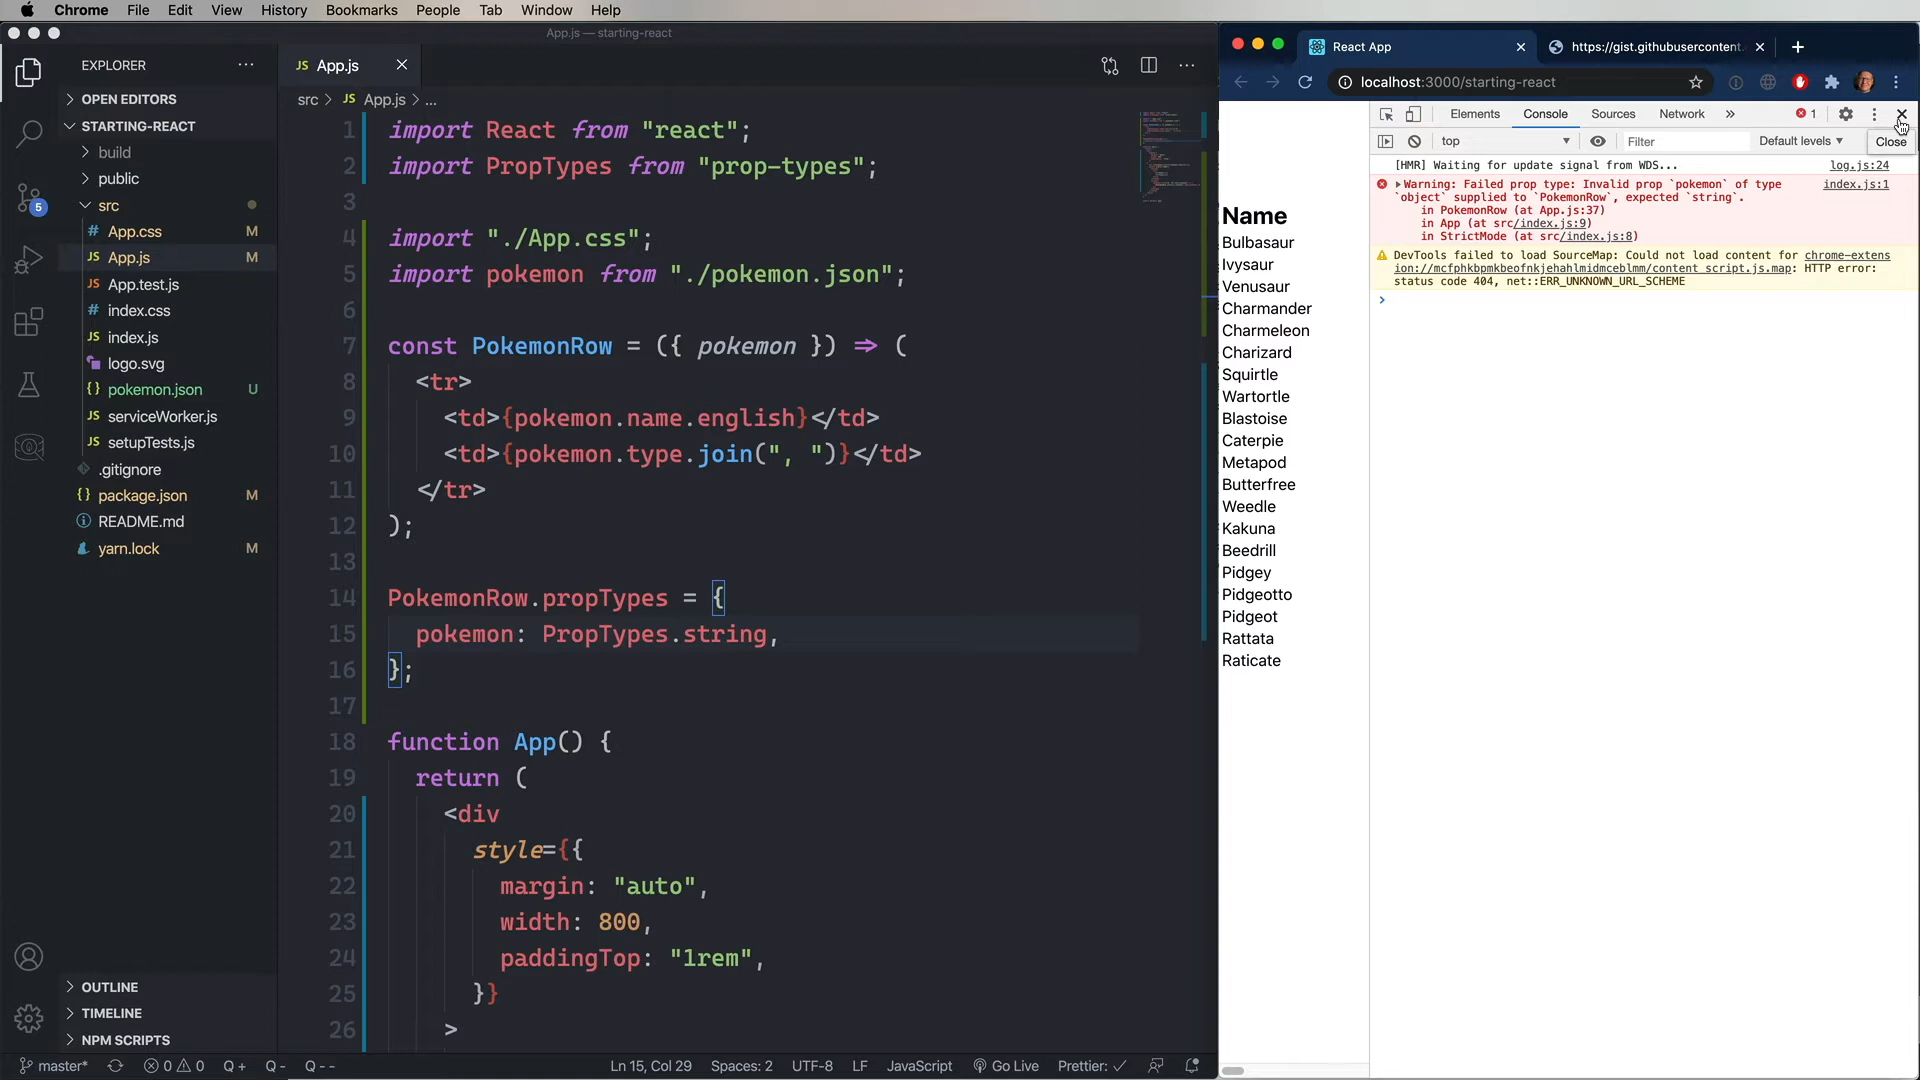 Chrome File Edit View History Bookmarks People Tab Window Help
App.js — starting-react
EXPLORER
OPEN EDITORS
STARTING-REACT
build
public
src
# App.css M
JS App.js M
JS App.test.js
# index.css
JS index.js
logo.svg
{} pokemon.json U
JS serviceWorker.js
JS setupTests.js
.gitignore
{} package.json M
README.md
yarn.lock M
OUTLINE
TIMELINE
NPM SCRIPTS
5
JS App.js
src > JS App.js > ...
1 import React from "react";
2 import PropTypes from "prop-types";
3
4 import "./App.css";
5 import pokemon from "./pokemon.json";
6
7 const PokemonRow = ({ pokemon }) => (
8 <tr>
9 <td>{pokemon.name.english}</td>
10 <td>{pokemon.type.join(", ")}</td>
11 </tr>
12 );
13
14 PokemonRow.propTypes = {
15 pokemon: PropTypes.string,
16 };
17
18 function App() {
19 return (
20 <div
21 style={{
22 margin: "auto",
23 width: 800,
24 paddingTop: "1rem",
25 }}
26 >
master* 0 0 Q + Q - Q - - Ln 15, Col 29 Spaces: 2 UTF-8 LF JavaScript Go Live Prettier: ✓
React App
https://gist.githubusercontent.
localhost:3000/starting-react
Name
Bulbasaur
Ivysaur
Venusaur
Charmander
Charmeleon
Charizard
Squirtle
Wartortle
Blastoise
Caterpie
Metapod
Butterfree
Weedle
Kakuna
Beedrill
Pidgey
Pidgeotto
Pidgeot
Rattata
Raticate
Elements Console Sources Network » 1
top Filter Default levels Close
[HMR] Waiting for update signal from WDS... log.js:24
Warning: Failed prop type: Invalid prop `pokemon` of type index.js:1
`object` supplied to `PokemonRow`, expected `string`.
in PokemonRow (at App.js:37)
in App (at src/index.js:9)
in StrictMode (at src/index.js:8)
DevTools failed to load SourceMap: Could not load content for chrome-extens
ion://mcfphkbpmkbeofnkjehahlmidmceblmm/content_script.js.map: HTTP error:
status code 404, net::ERR_UNKNOWN_URL_SCHEME
>